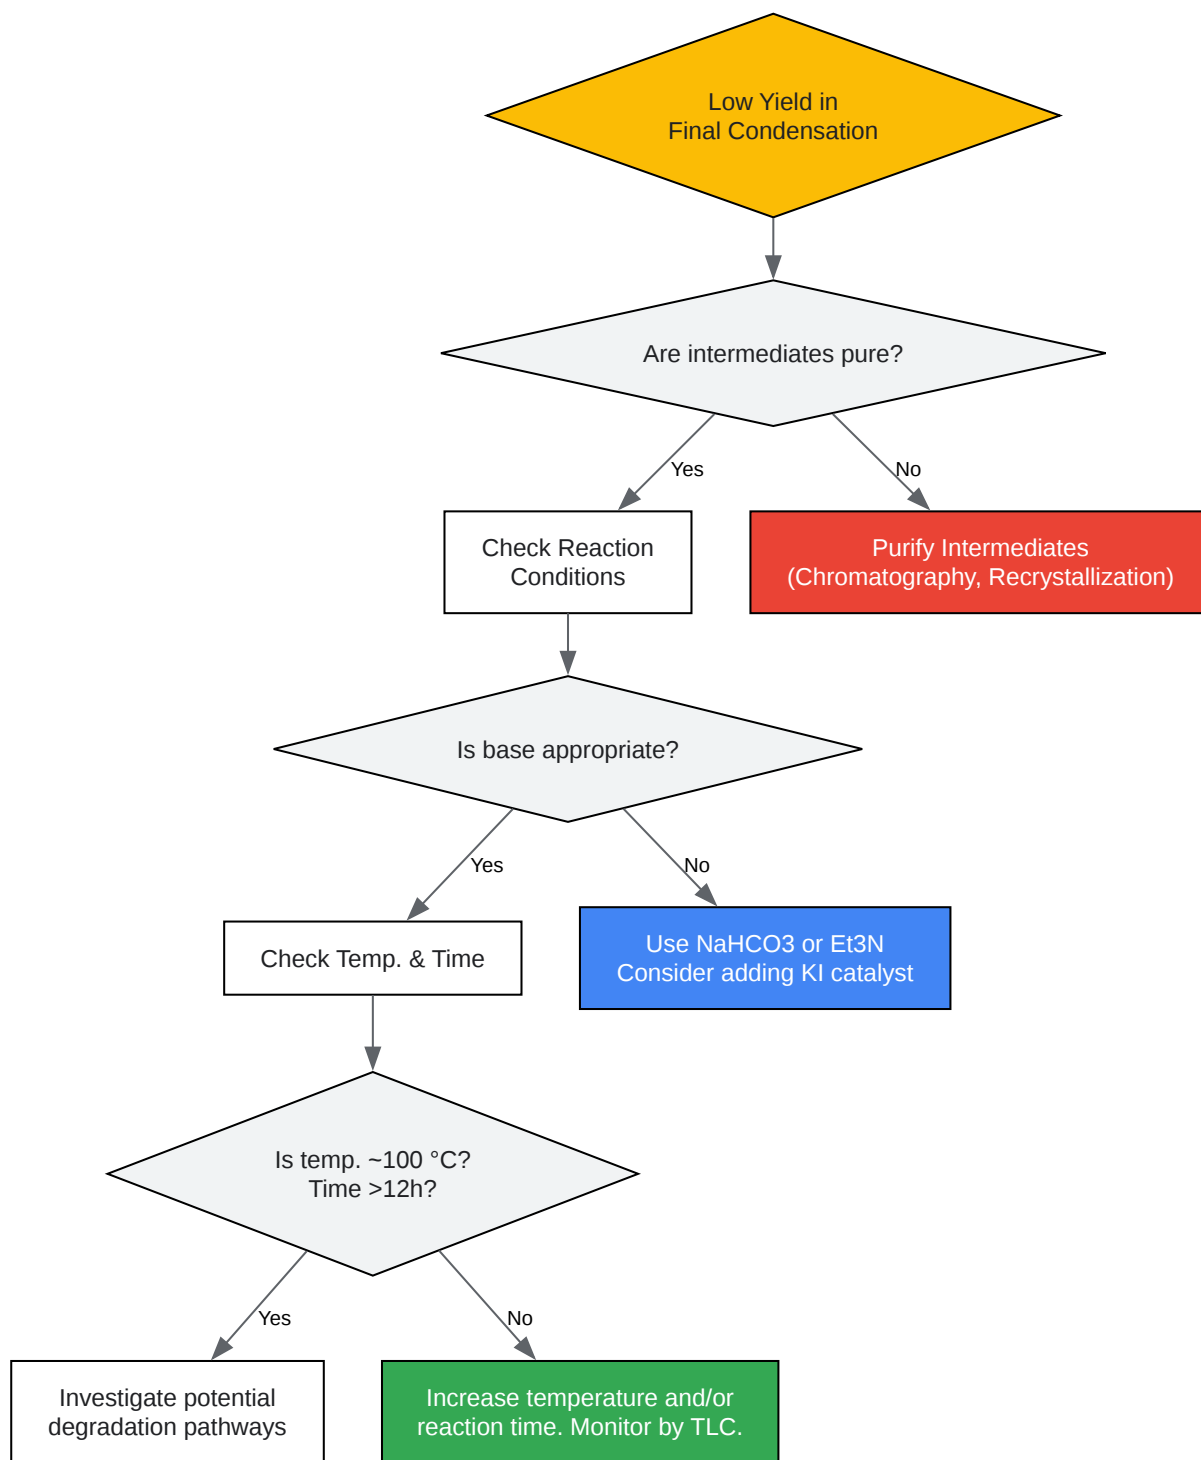 Low Yield in
Final Condensation
Are intermediates pure?
Yes
No
Check Reaction
Conditions
Purify Intermediates
(Chromatography, Recrystallization)
Is base appropriate?
Yes
No
Check Temp. & Time
Use NaHCO3 or Et3N
Consider adding KI catalyst
Is temp. ~100 °C?
Time >12h?
Yes
No
Investigate potential
degradation pathways
Increase temperature and/or
reaction time. Monitor by TLC.